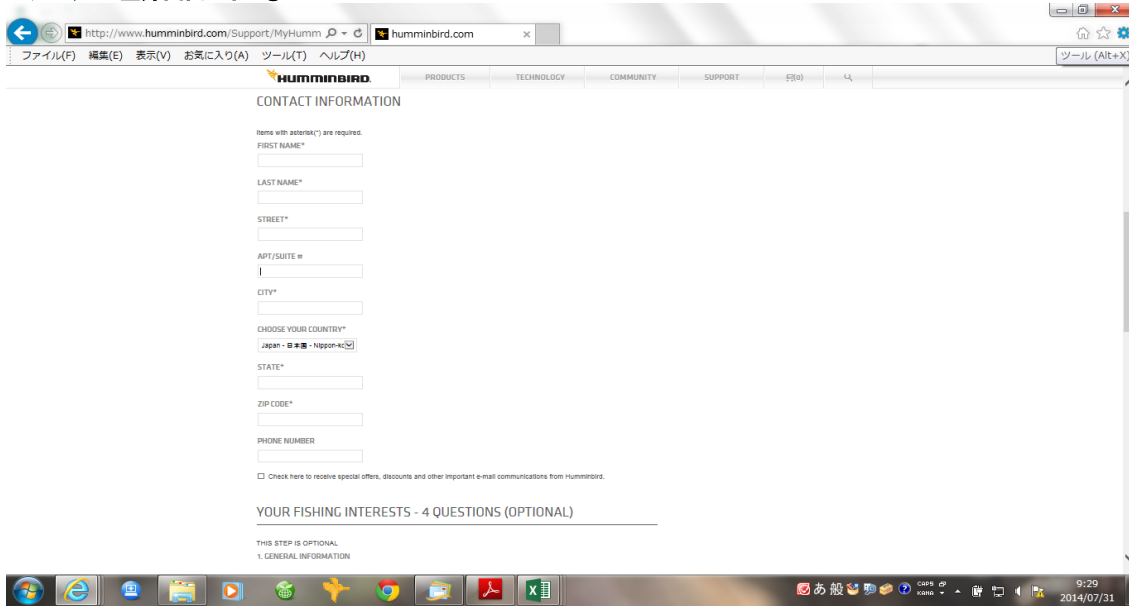 http://www.humminbird.com/Support/MyHumm
humminbird.com
ファイル(F) 編集(E) 表示(V) お気に入り(A) ツール(T) ヘルプ(H)
ツール (Alt+X)
HUMMINBIRD. PRODUCTS TECHNOLOGY COMMUNITY SUPPORT (0)
CONTACT INFORMATION
Items with asterisk(*) are required.
FIRST NAME*
LAST NAME*
STREET*
APT/SUITE #
CITY*
CHOOSE YOUR COUNTRY*
Japan - 日本国 - Nippon-ko
STATE*
ZIP CODE*
PHONE NUMBER
Check here to receive special offers, discounts and other important e-mail communications from Humminbird.
YOUR FISHING INTERESTS - 4 QUESTIONS (OPTIONAL)
THIS STEP IS OPTIONAL
1. GENERAL INFORMATION
あ 般 CAPS KANA
9:29
2014/07/31